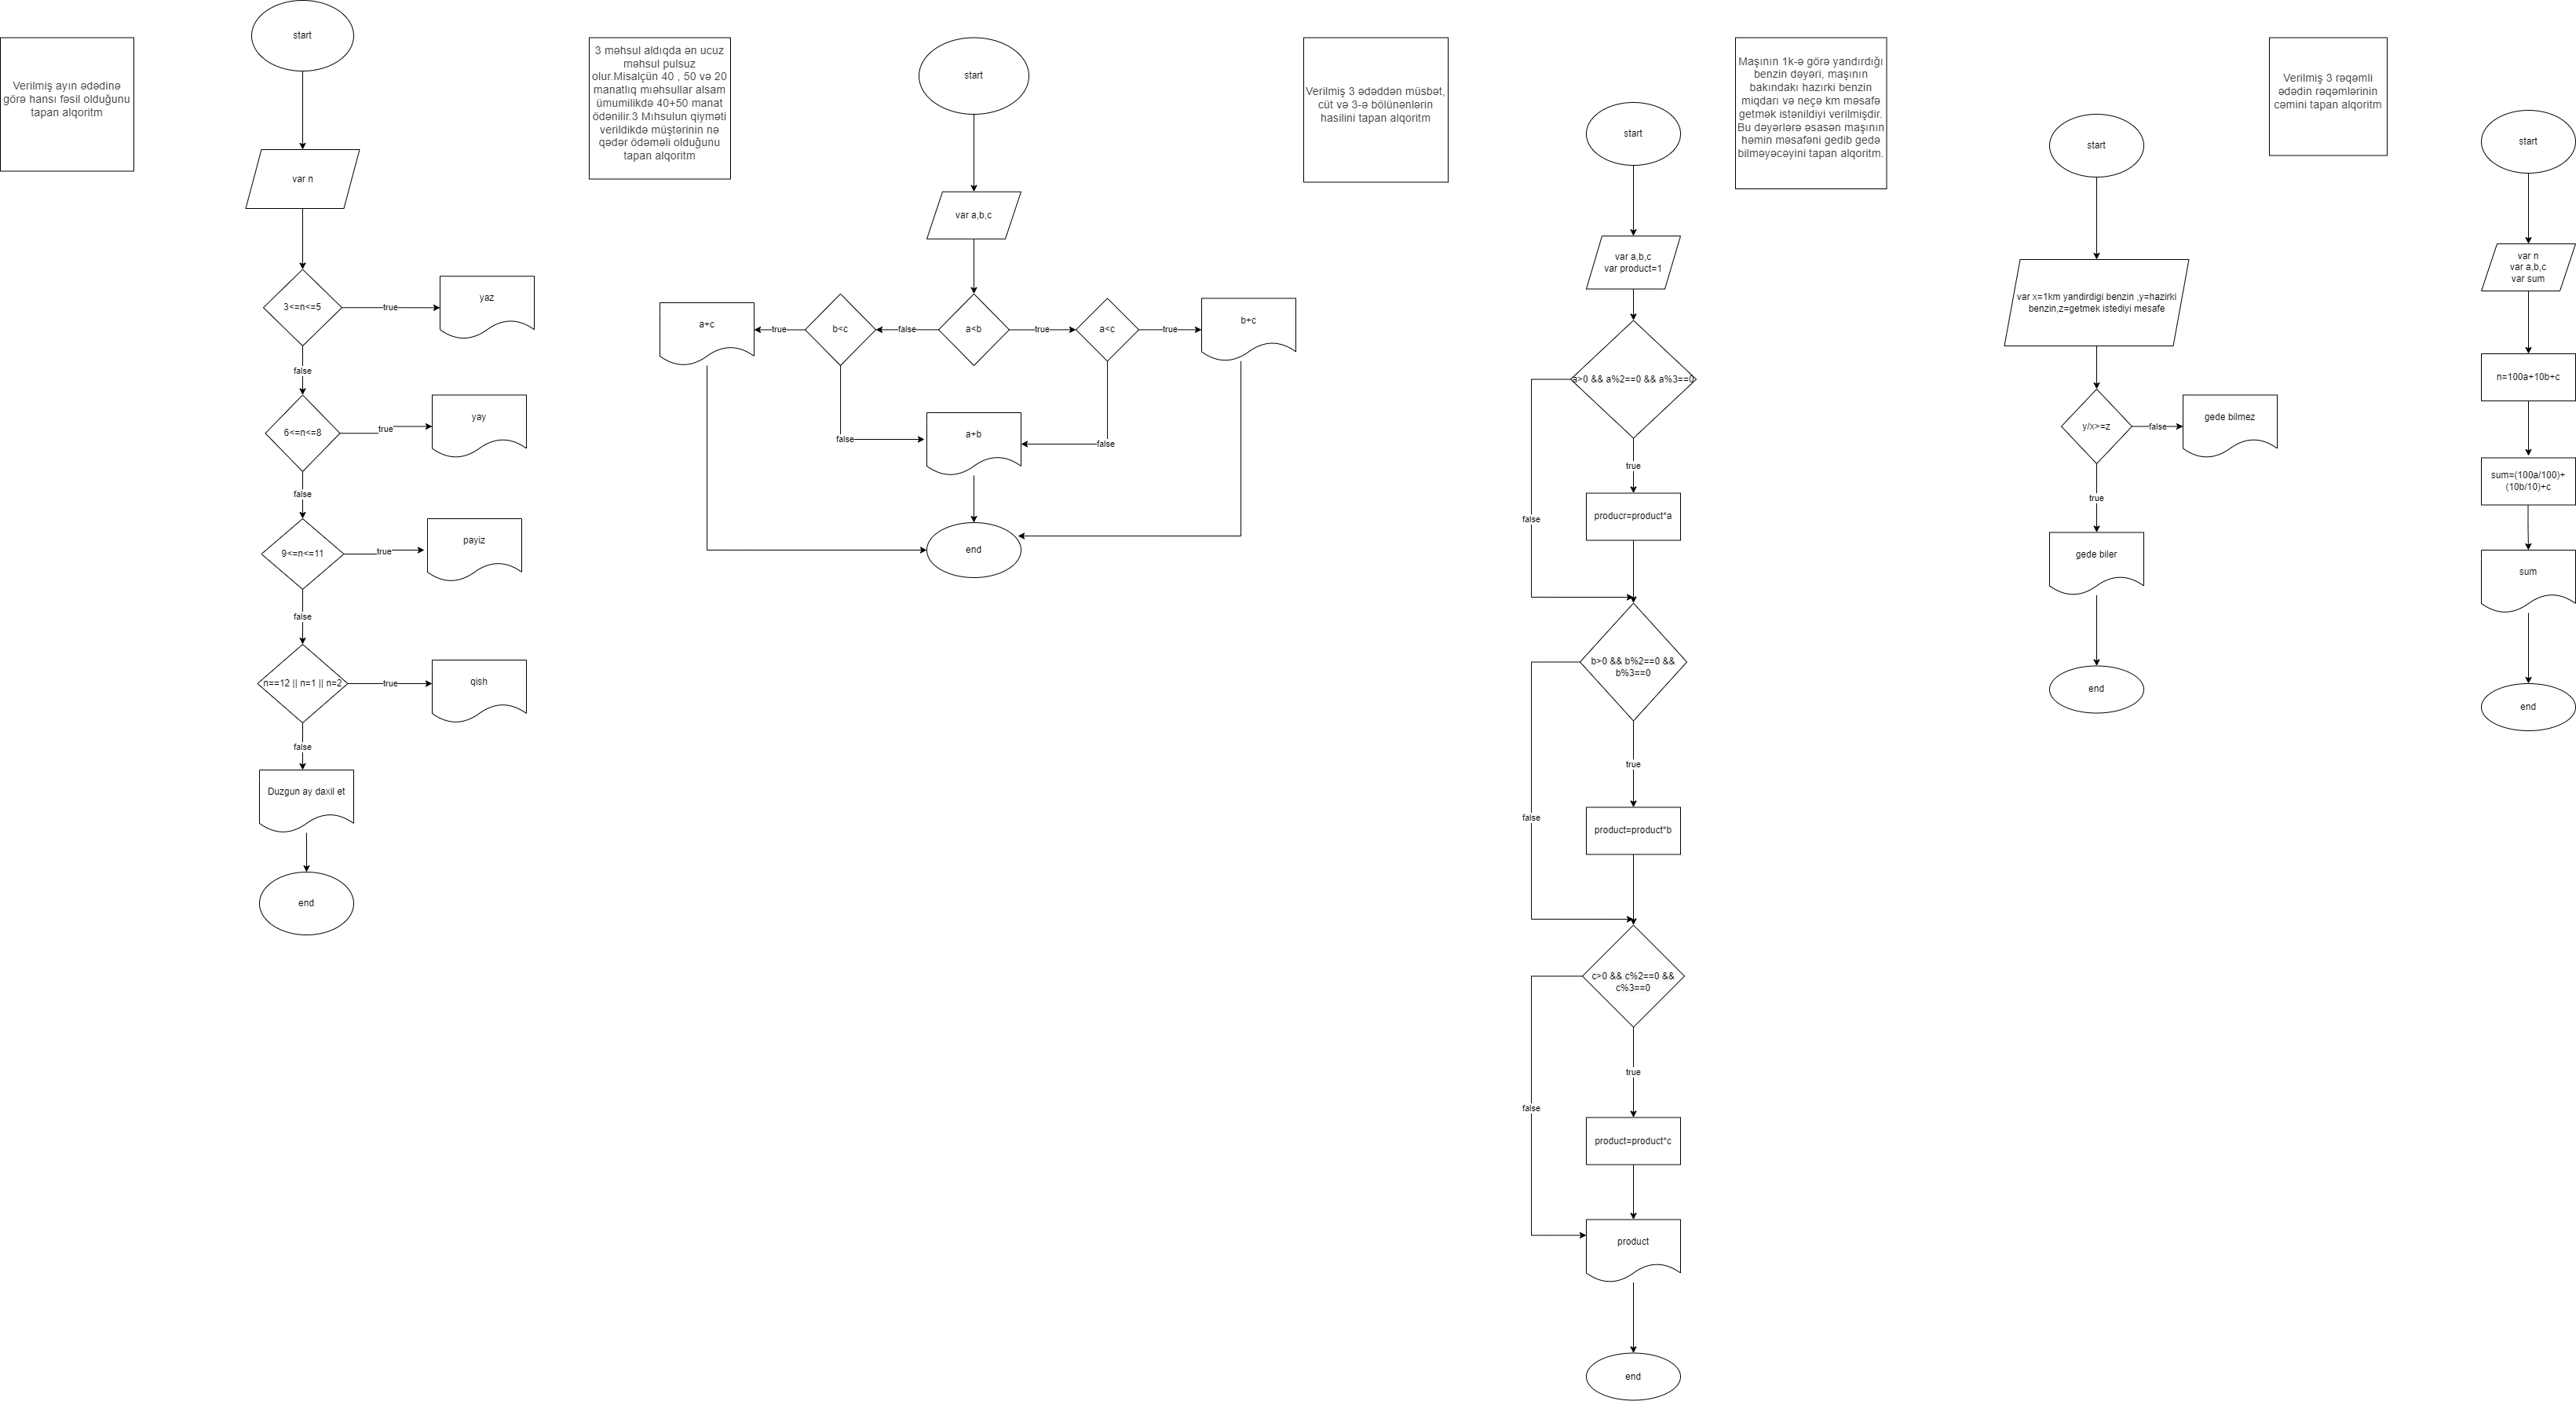 Verilmiş ayın ədədinə
görə hansı fəsil olduğunu
tapan alqoritm
start
var n
3<=n<=5
true
yaz
false
6<=n<=8
true
yay
false
9<=n<=11
true
payiz
false
n==12 || n=1 || n=2
true
qish
false
Duzgun ay daxil et
end
3 məhsul aldıqda ən ucuz
məhsul pulsuz
olur.Misalçün 40 , 50 və 20
manatlıq mıəhsullar alsam
ümumilikdə 40+50 manat
ödənilir.3 Mıhsulun qiyməti
verildikdə müştərinin nə
qədər ödəməli olduğunu
tapan alqoritm
start
var a,b,c
a+c
true
b<c
false
a<b
true
a<c
true
b+c
false
a+b
false
end
Verilmiş 3 ədəddən müsbət,
cüt və 3-ə bölünənlərin
hasilini tapan alqoritm
start
var a,b,c
var product=1
a>0 && a%2==0 && a%3==0
true
false
producr=product*a
b>0 && b%2==0 &&
b%3==0
true
false
product=product*b
c>0 && c%2==0 &&
c%3==0
true
false
product=product*c
product
end
Maşının 1k-ə görə yandırdığı
benzin dəyəri, maşının
bakındakı hazırki benzin
miqdarı və neçə km məsafə
getmək istənildiyi verilmişdir.
Bu dəyərlərə əsasən maşının
həmin məsafəni gedib gedə
bilməyəcəyini tapan alqoritm.
start
var x=1km yandirdigi benzin ,y=hazirki
benzin,z=getmek istediyi mesafe
y/x>=z
false
gede bilmez
true
gede biler
end
Verilmiş 3 rəqəmli
ədədin rəqəmlərinin
cəmini tapan alqoritm
start
var n
var a,b,c
var sum
n=100a+10b+c
sum=(100a/100)+
(10b/10)+c
sum
end